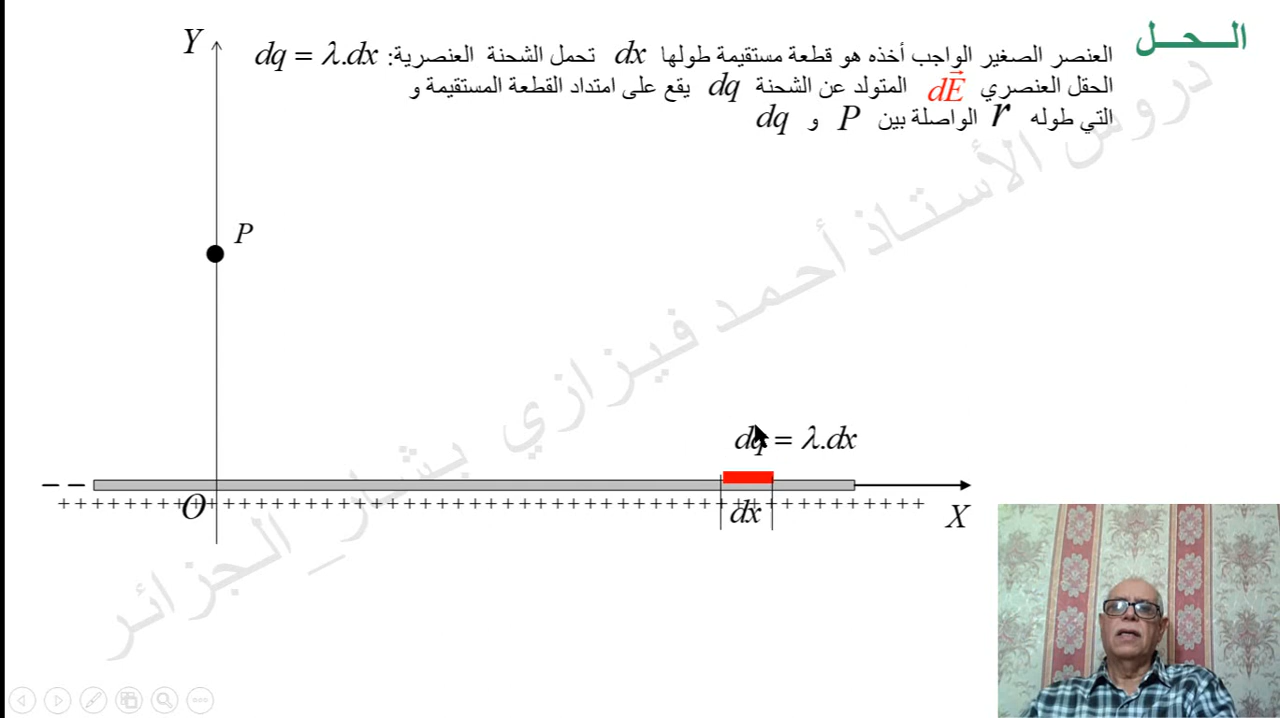 الـحـــل
العنصر الصغير الواجب أخذه هو قطعة مستقيمة طولها dx تحمل الشحنة العنصرية: dq = λ.dx
الحقل العنصري dE⃗ المتولد عن الشحنة dq يقع على امتداد القطعة المستقيمة و
التي طوله r الواصلة بين P و dq
Y
P
dq = λ.dx
O
+ + + + + + + + + + + + + + + + + + + + + + + + + + + + + + + + + + + + + + + + + + + + + + + + + + + + + + + + + + + +
dx
X
دروس الأستاذ أحمد فيزازي بشار_الجزائر